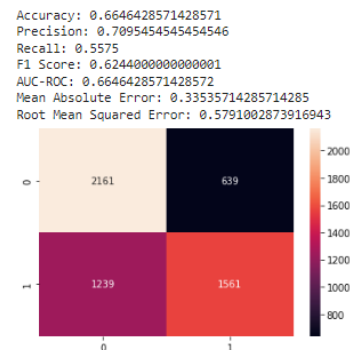 Accuracy: 0.6646428571428571
Precision: 0.7095454545454546
Recall: 0.5575
F1 Score: 0.6244000000000001
AUC-ROC: 0.6646428571428572
Mean Absolute Error: 0.33535714285714285
Root Mean Squared Error: 0.5791002873916943
2000
0 2161 639
1800
1600
1400
1 1239 1561
1200
1000
800
0 1